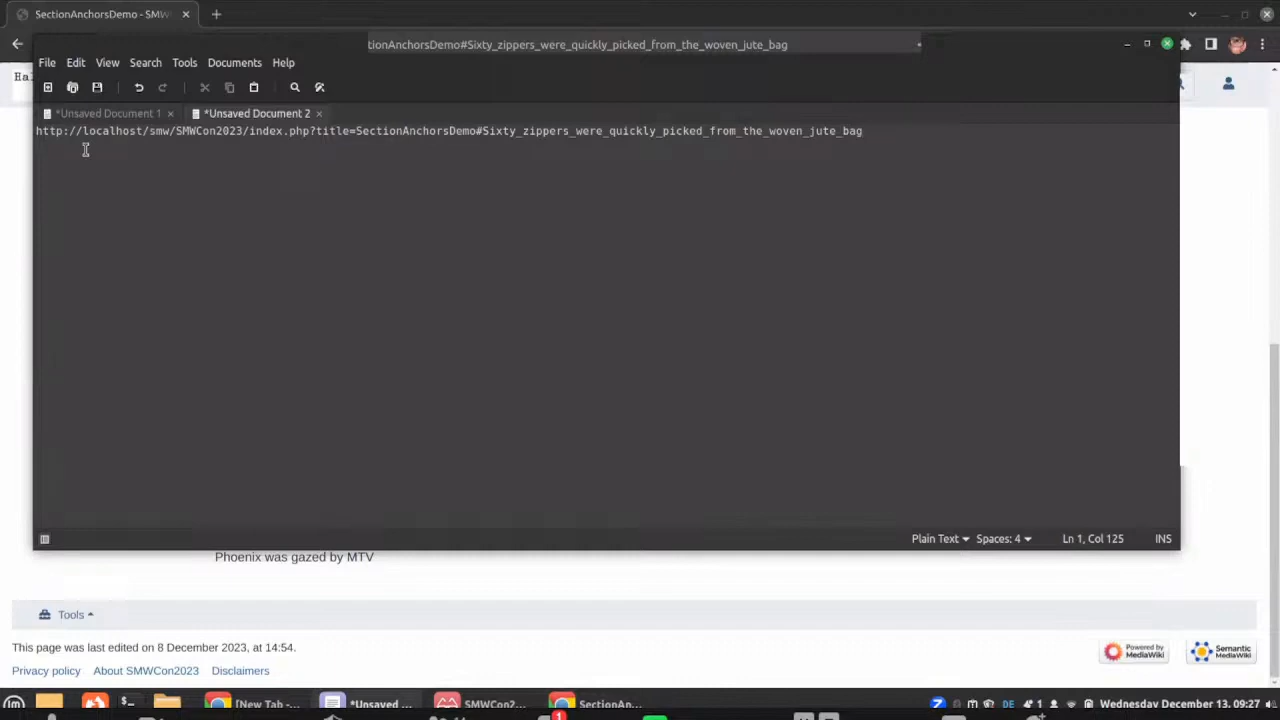 SectionAnchorsDemo - SMW
tionAnchorsDemo#Sixty_zippers_were_quickly_picked_from_the_woven_jute_bag
File Edit View Search Tools Documents Help
*Unsaved Document 1
*Unsaved Document 2
http://localhost/smw/SMWCon2023/index.php?title=SectionAnchorsDemo#Sixty_zippers_were_quickly_picked_from_the_woven_jute_bag
Plain Text Spaces: 4 Ln 1, Col 125 INS
Phoenix was gazed by MTV
Tools
This page was last edited on 8 December 2023, at 14:54.
Privacy policy About SMWCon2023 Disclaimers
Powered by
MediaWiki
Semantic
MediaWiki
[New Tab - ...
*Unsaved ...
SMWCon2...
SectionAn...
DE
1
Wednesday December 13, 09:27
1